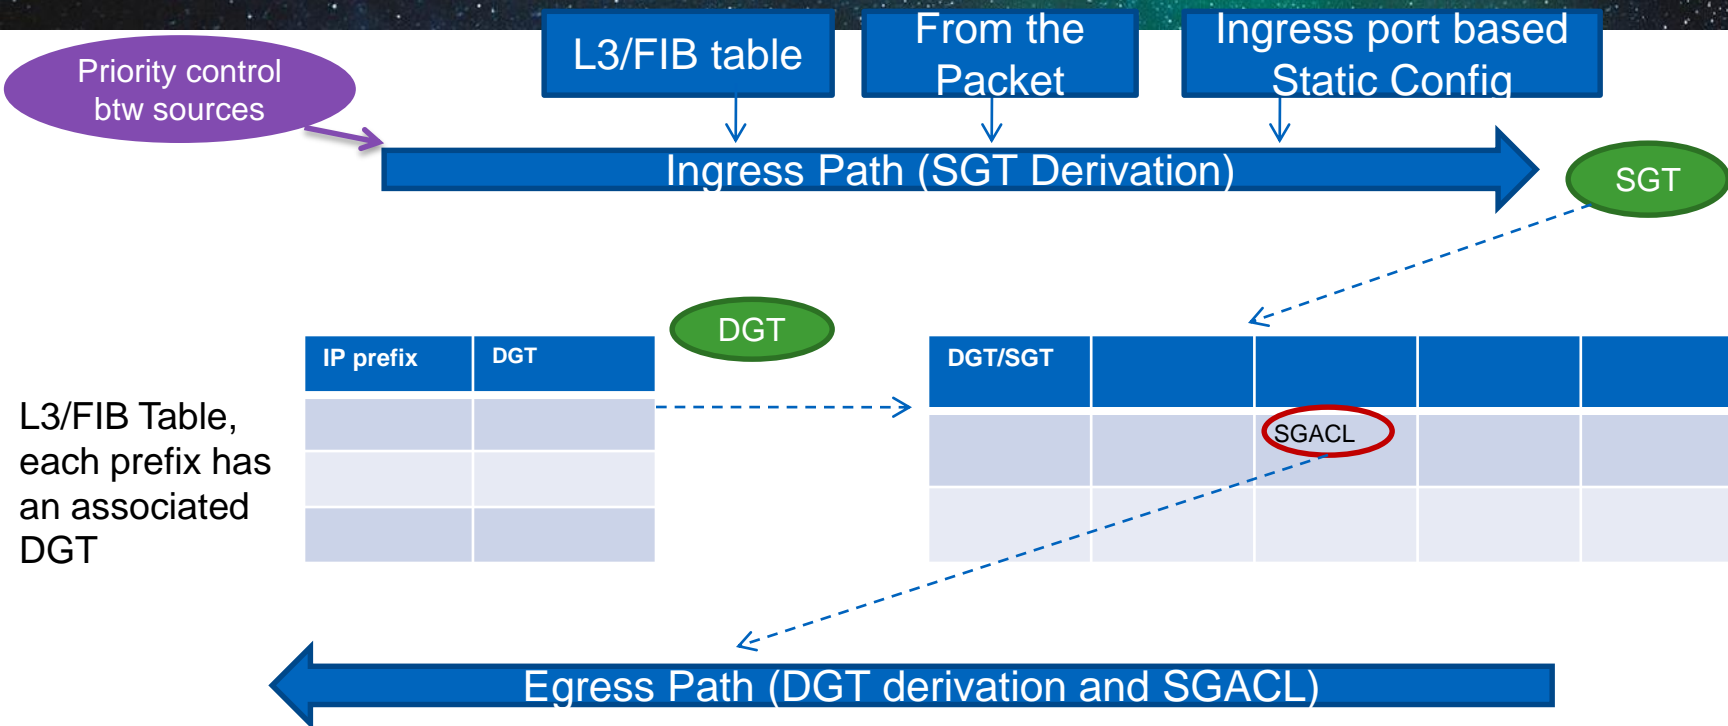 Priority control
btw sources
L3/FIB table
From the
Packet
Ingress port based
Static Config
Ingress Path (SGT Derivation)
SGT
DGT
L3/FIB Table,
each prefix has
an associated
DGT
IP prefix
DGT
DGT/SGT
SGACL
Egress Path (DGT derivation and SGACL)